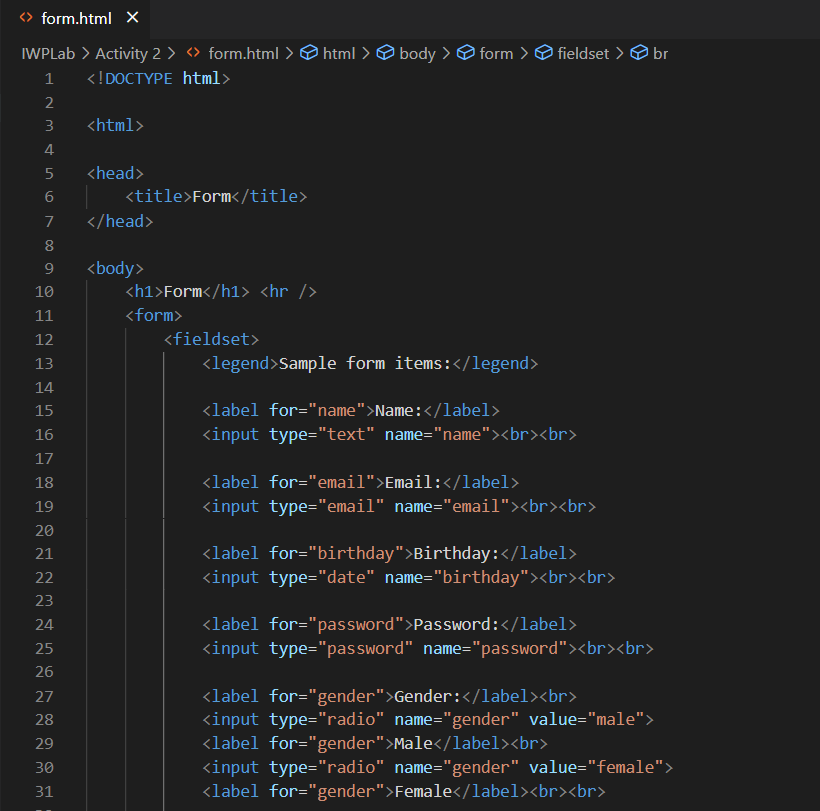 form.html
IWPLab > Activity 2 > form.html > html > body > form > fieldset > br
1 <!DOCTYPE html>
2
3 <html>
4
5 <head>
6 <title>Form</title>
7 </head>
8
9 <body>
10 <h1>Form</h1> <hr />
11 <form>
12 <fieldset>
13 <legend>Sample form items:</legend>
14
15 <label for="name">Name:</label>
16 <input type="text" name="name"><br><br>
17
18 <label for="email">Email:</label>
19 <input type="email" name="email"><br><br>
20
21 <label for="birthday">Birthday:</label>
22 <input type="date" name="birthday"><br><br>
23
24 <label for="password">Password:</label>
25 <input type="password" name="password"><br><br>
26
27 <label for="gender">Gender:</label><br>
28 <input type="radio" name="gender" value="male">
29 <label for="gender">Male</label><br>
30 <input type="radio" name="gender" value="female">
31 <label for="gender">Female</label><br><br>